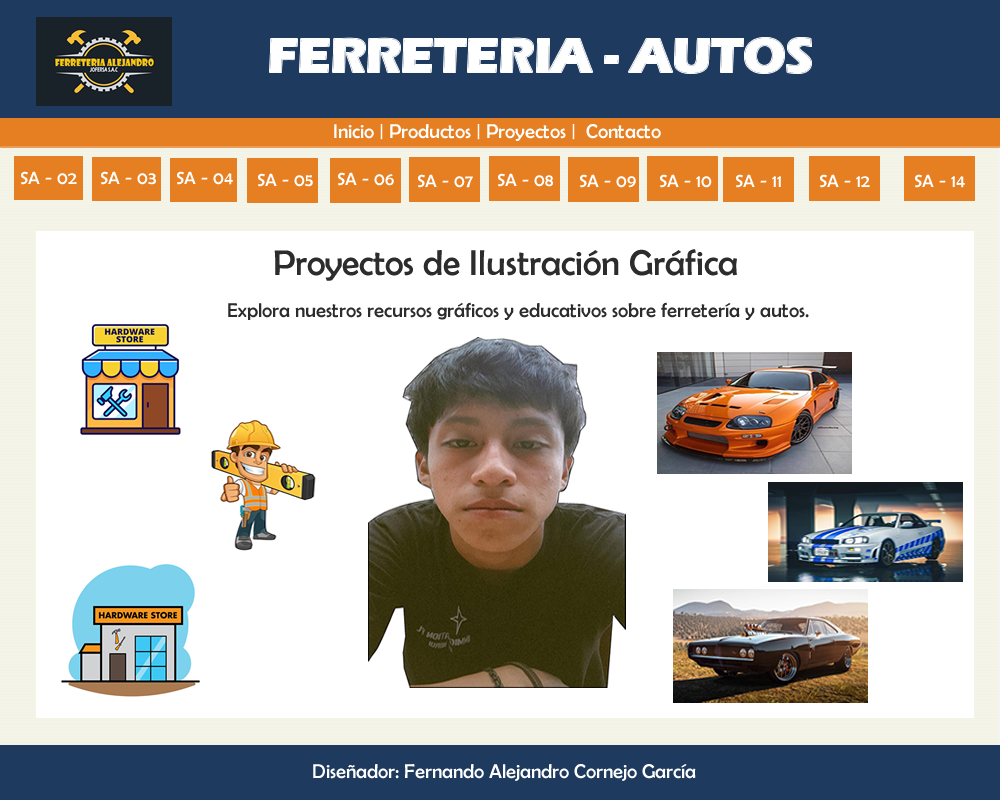 FERRETERIA ALEJANDRO
JOFERSA S.A.C
FERRETERIA - AUTOS
Inicio | Productos | Proyectos | Contacto
SA - 02 SA - 03 SA - 04 SA - 05 SA - 06 SA - 07 SA - 08 SA - 09 SA - 10 SA - 11 SA - 12 SA - 14
Proyectos de Ilustración Gráfica
Explora nuestros recursos gráficos y educativos sobre ferretería y autos.
HARDWARE
STORE
HARDWARE STORE
Diseñador: Fernando Alejandro Cornejo García